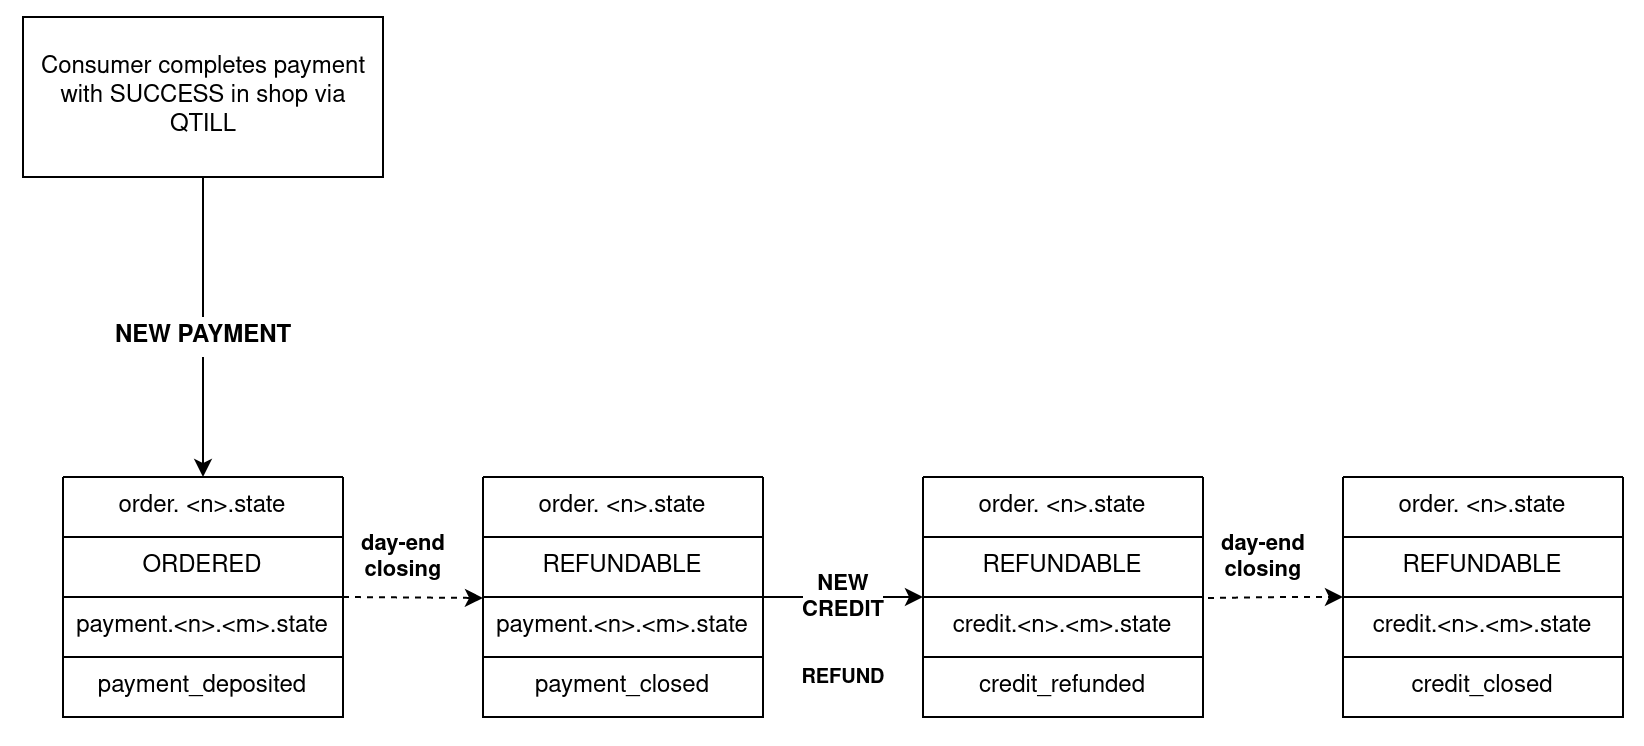 Consumer completes payment
with SUCCESS in shop via
QTILL
NEW PAYMENT
order. <n>.state
ORDERED
payment.<n>.<m>.state
payment_deposited
day-end
closing
order. <n>.state
REFUNDABLE
payment.<n>.<m>.state
payment_closed
NEW
CREDIT
REFUND
order. <n>.state
REFUNDABLE
credit.<n>.<m>.state
credit_refunded
day-end
closing
order. <n>.state
REFUNDABLE
credit.<n>.<m>.state
credit_closed